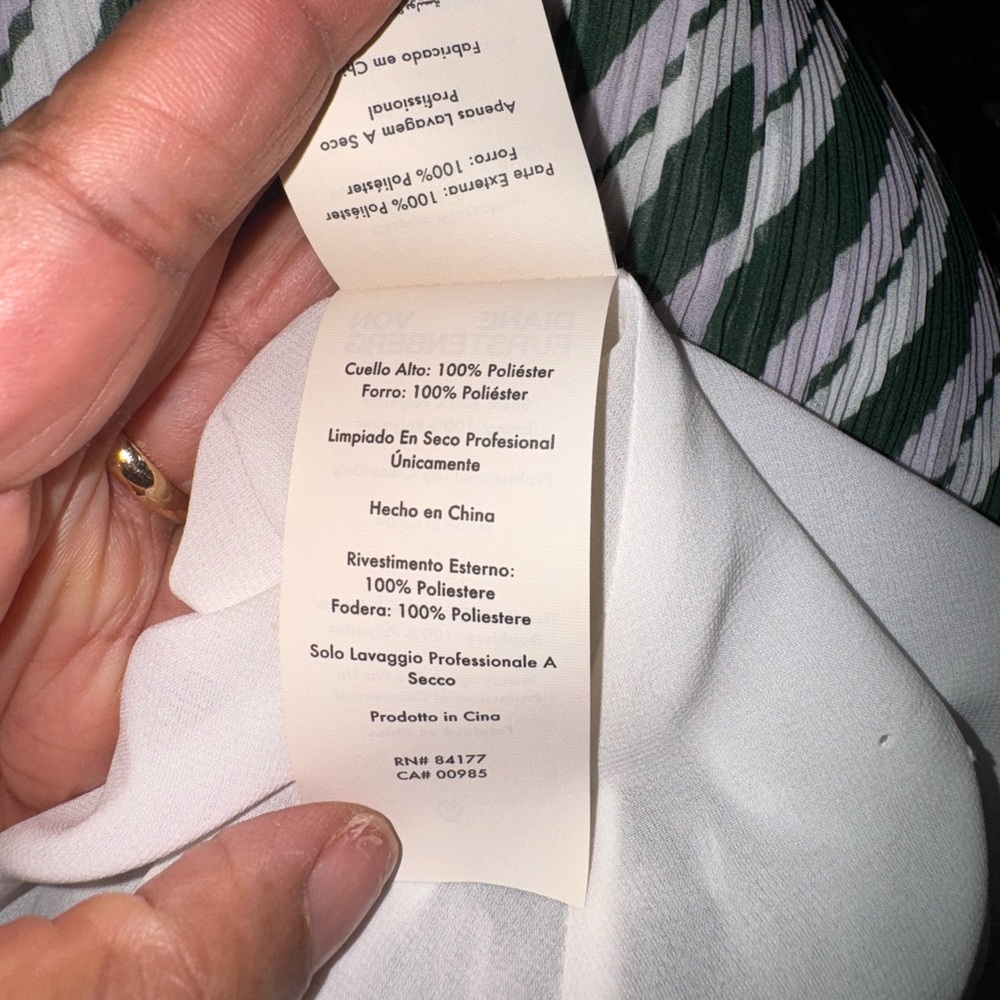 Parte Externa: 100% Poliéster
Forro: 100% Poliéster
Apenas Lavagem A Seco
Profissional
Fabricado em
DIANE VON
FURSTENBERG
Cuello Alto: 100% Poliéster
Forro: 100% Poliéster
Limpiado En Seco Profesional
Únicamente
Hecho en China
Rivestimento Esterno:
100% Poliestere
Fodera: 100% Poliestere
Solo Lavaggio Professionale A
Secco
Prodotto in Cina
RN# 84177
CA# 00985